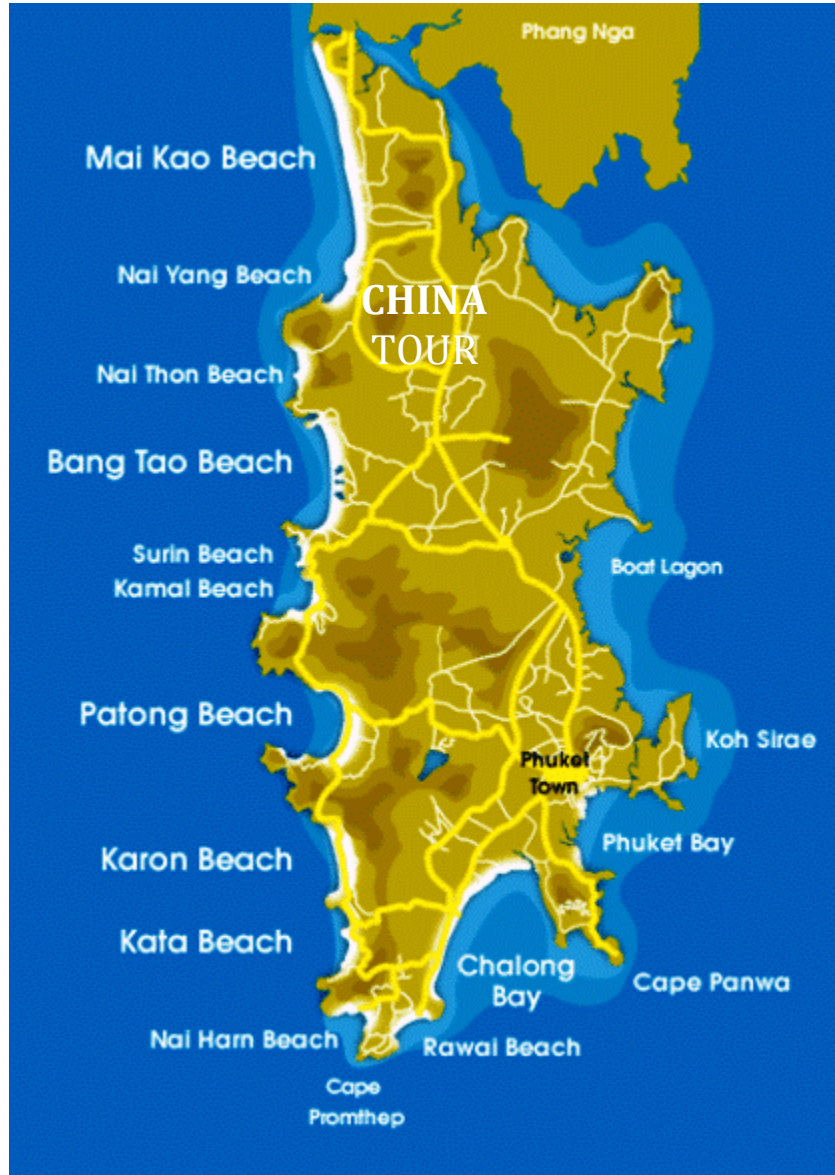 Phang Nga
Mai Kao Beach
Nai Yang Beach
CHINA
TOUR
Nai Thon Beach
Bang Tao Beach
Surin Beach
Boat Lagon
Kamal Beach
Patong Beach
Koh Sirae
Phuket
Town
Phuket Bay
Karon Beach
Kata Beach
Chalong
Bay
Cape Panwa
Nai Harn Beach
Rawai Beach
Cape
Promthep